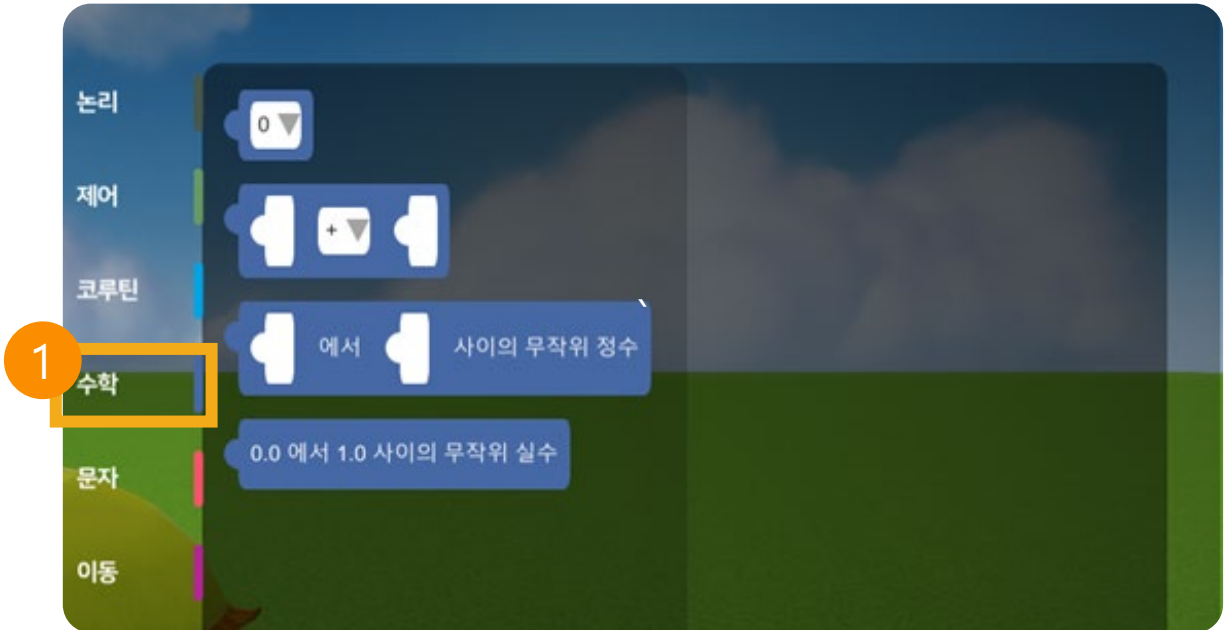 논리
0
제어
+
코루틴
`
에서 사이의 무작위 정수
1
수학
0.0 에서 1.0 사이의 무작위 실수
문자
이동